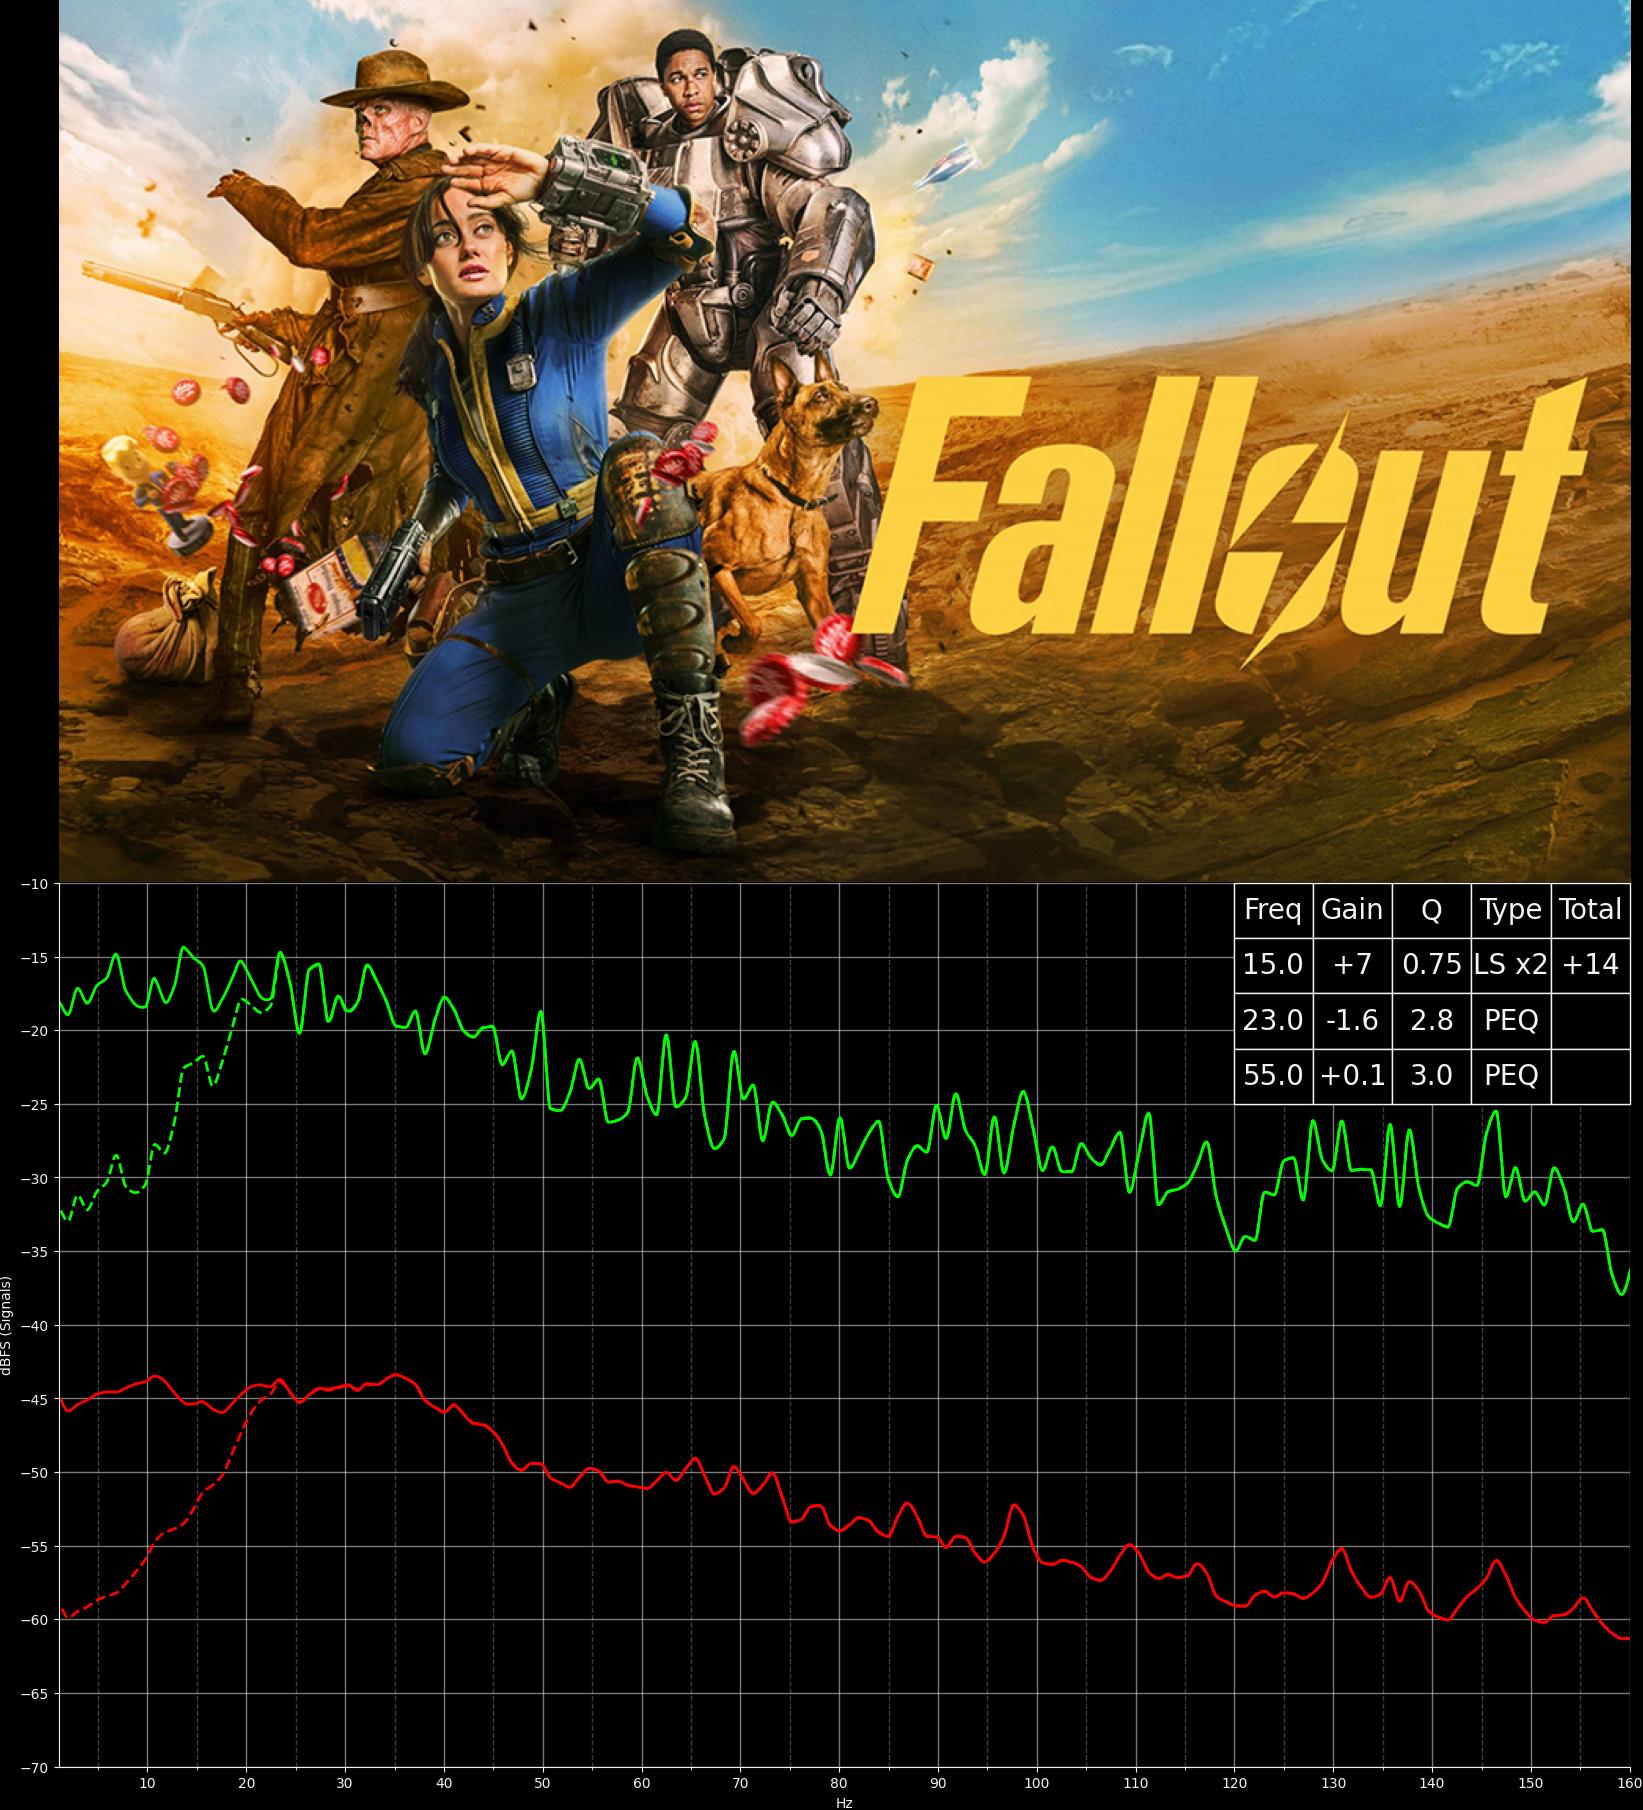 Fallout
Freq Gain Q Type Total
15.0 +7 0.75 LS x2 +14
23.0 -1.6 2.8 PEQ
55.0 +0.1 3.0 PEQ
−10
−15
−20
−25
−30
−35
−40
−45
−50
−55
−60
−65
−70
dBFS (Signals)
10 20 30 40 50 60 70 80 90 100 110 120 130 140 150 160
Hz